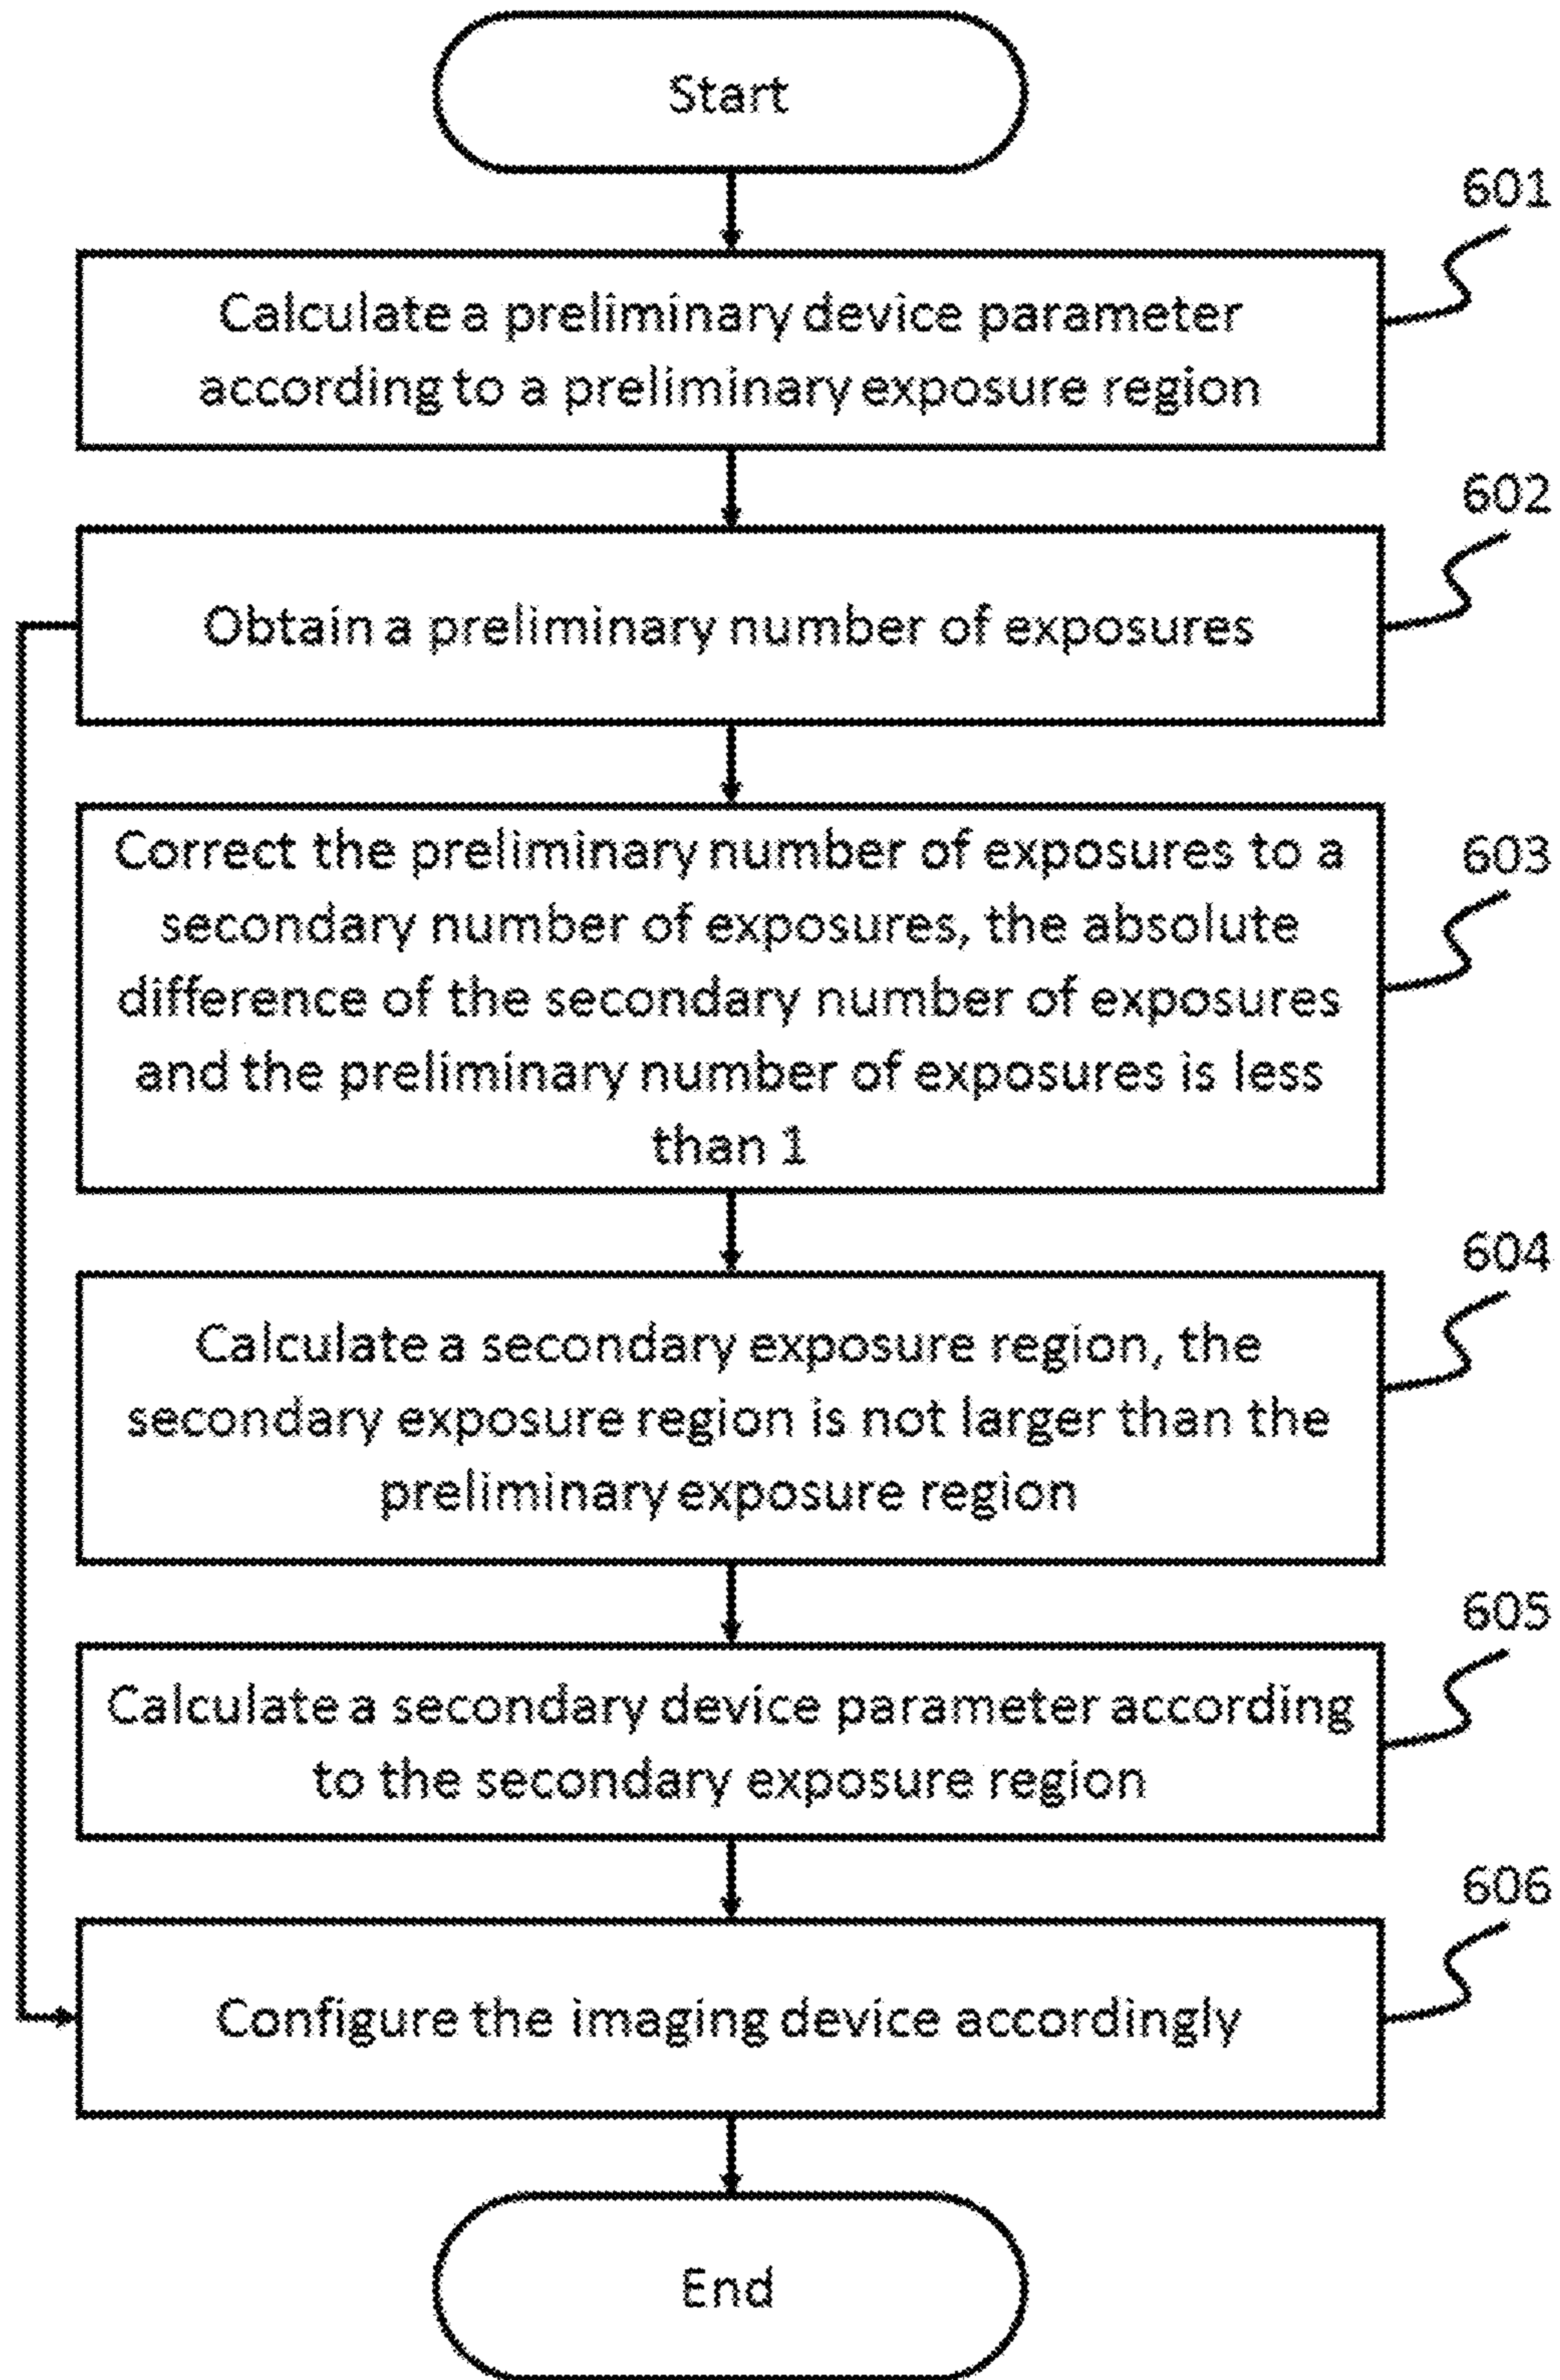 Start
601
Calculate a preliminary device parameter
according to a preliminary exposure region
602
Obtain a preliminary number of exposures
603
Correct the preliminary number of exposures to a
secondary number of exposures, the absolute
difference of the secondary number of exposures
and the preliminary number of exposures is less
than 1
604
Calculate a secondary exposure region, the
secondary exposure region is not larger than the
preliminary exposure region
605
Calculate a secondary device parameter according
to the secondary exposure region
606
Configure the imaging device accordingly
End